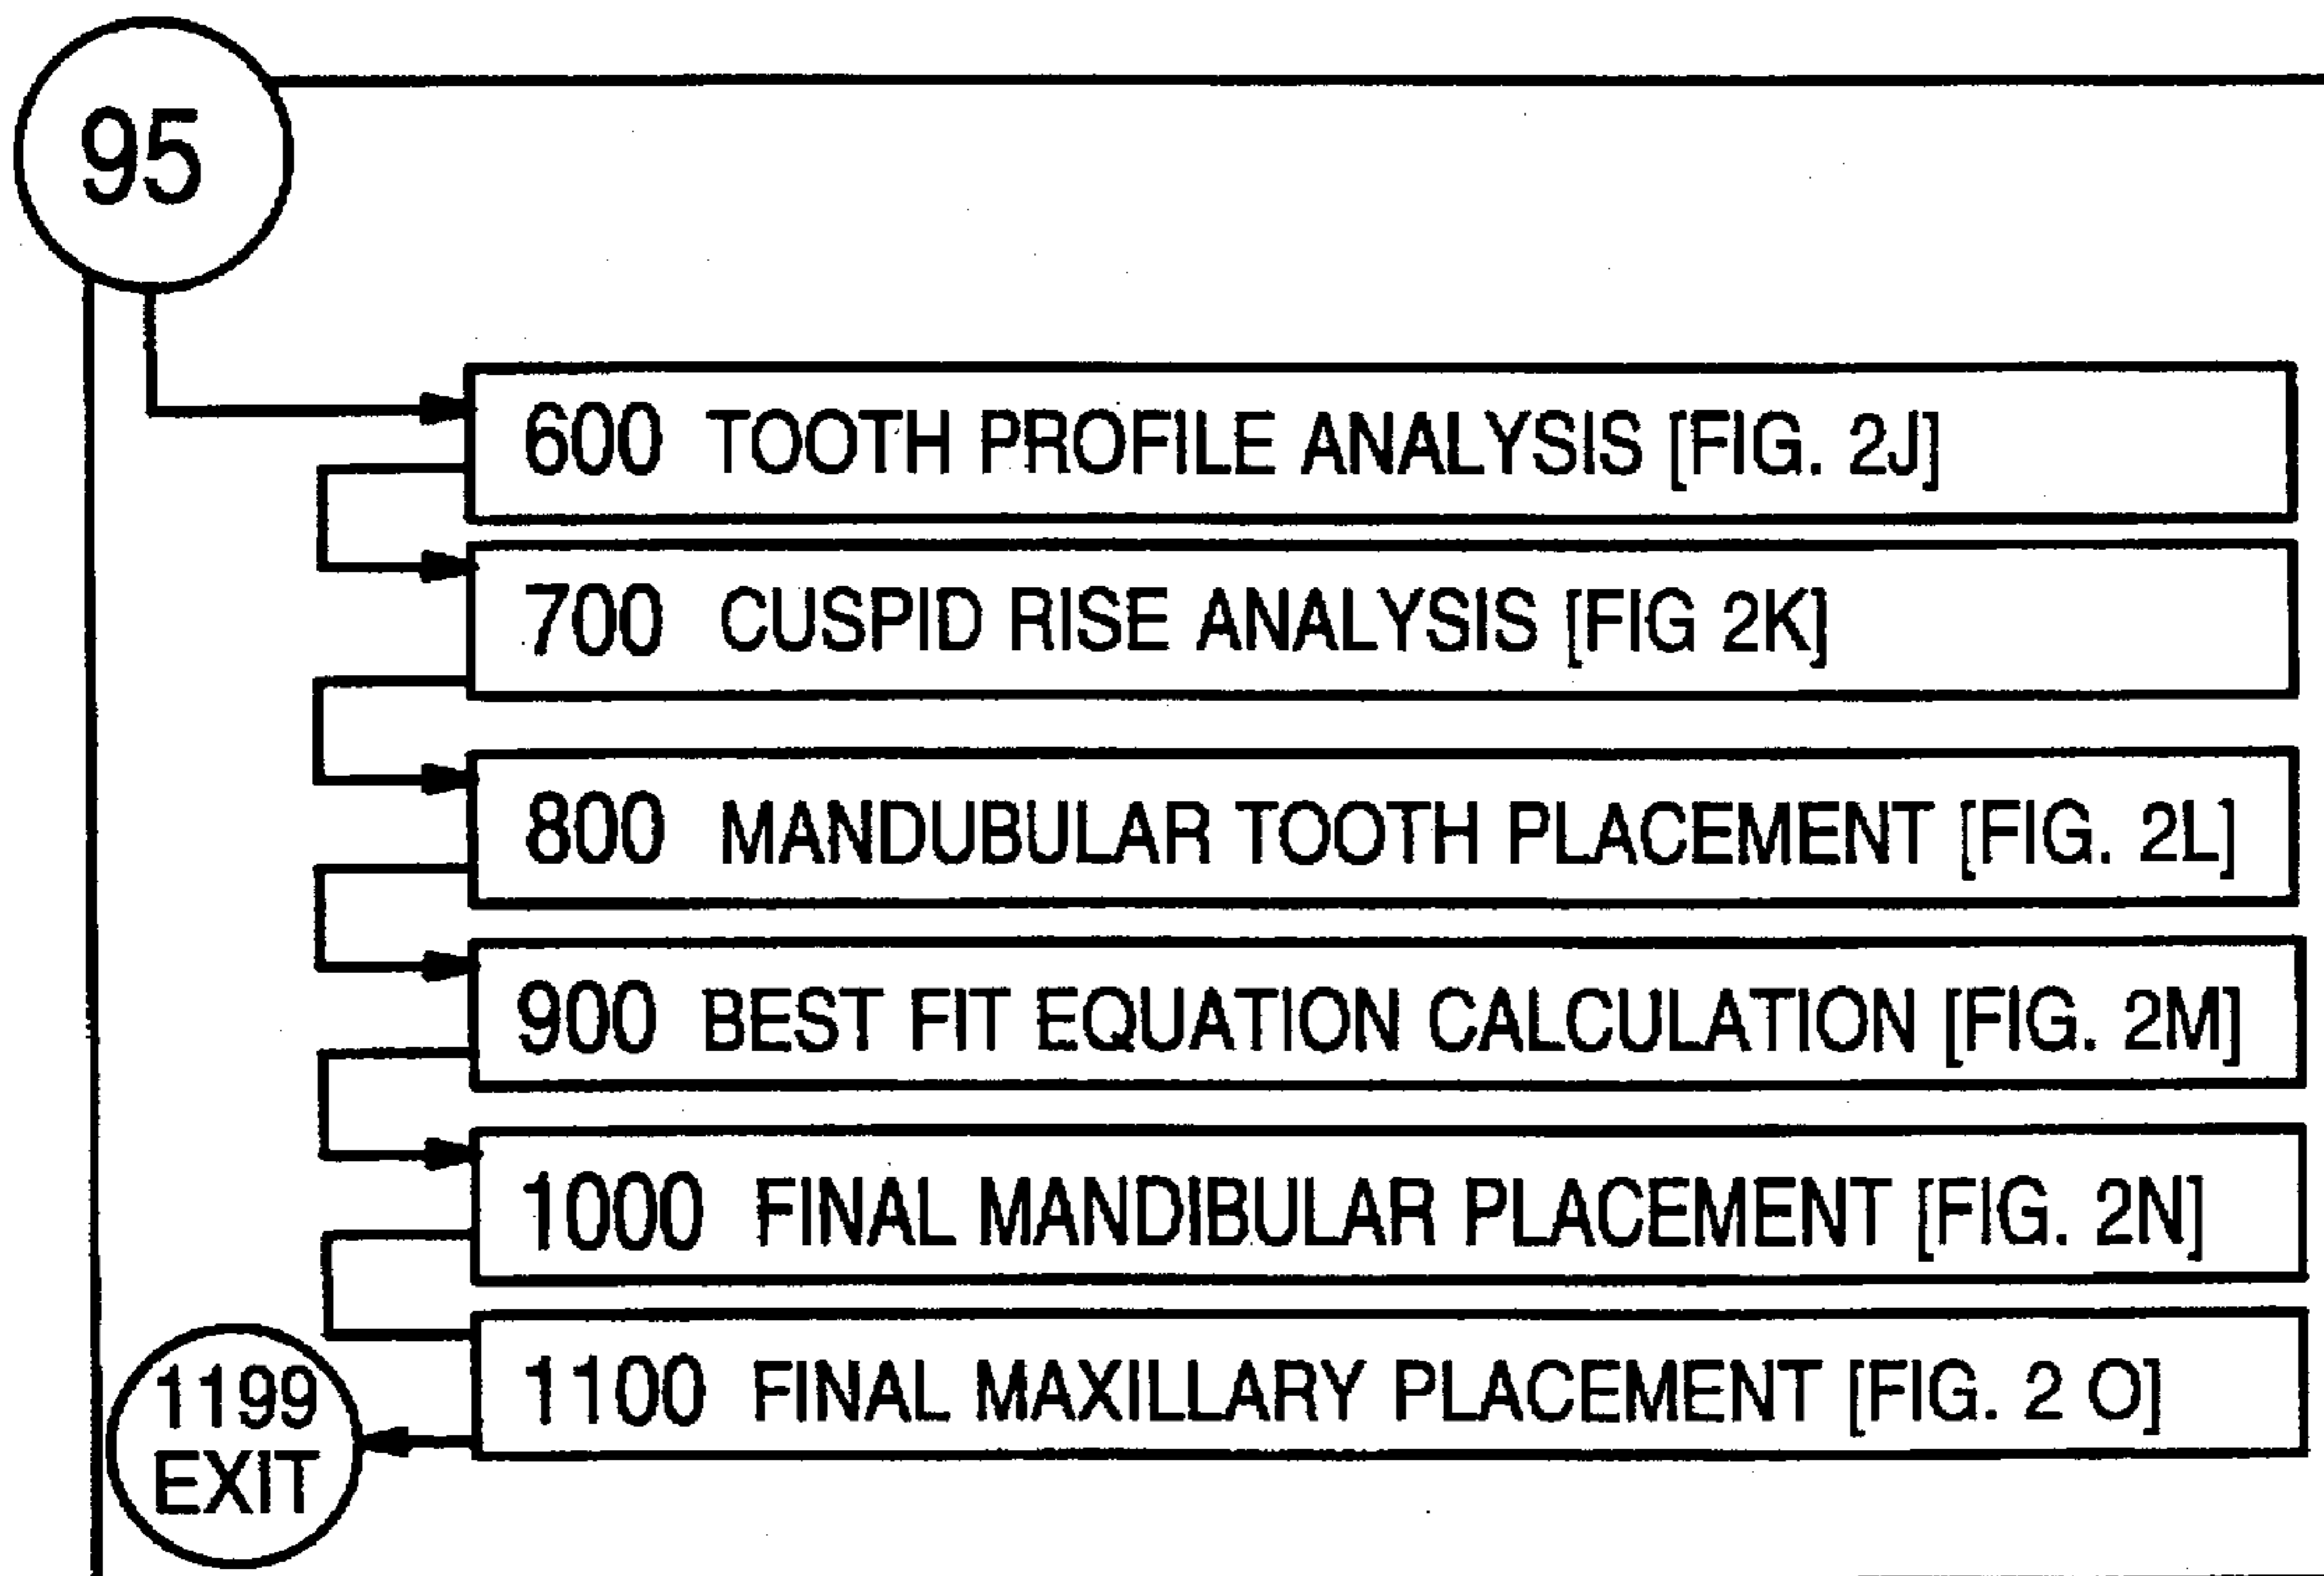 95
600 TOOTH PROFILE ANALYSIS [FIG. 2J]
700 CUSPID RISE ANALYSIS [FIG 2K]
800 MANDUBULAR TOOTH PLACEMENT [FIG. 2L]
900 BEST FIT EQUATION CALCULATION [FIG. 2M]
1000 FINAL MANDIBULAR PLACEMENT [FIG. 2N]
1100 FINAL MAXILLARY PLACEMENT [FIG. 2 O]
1199
EXIT